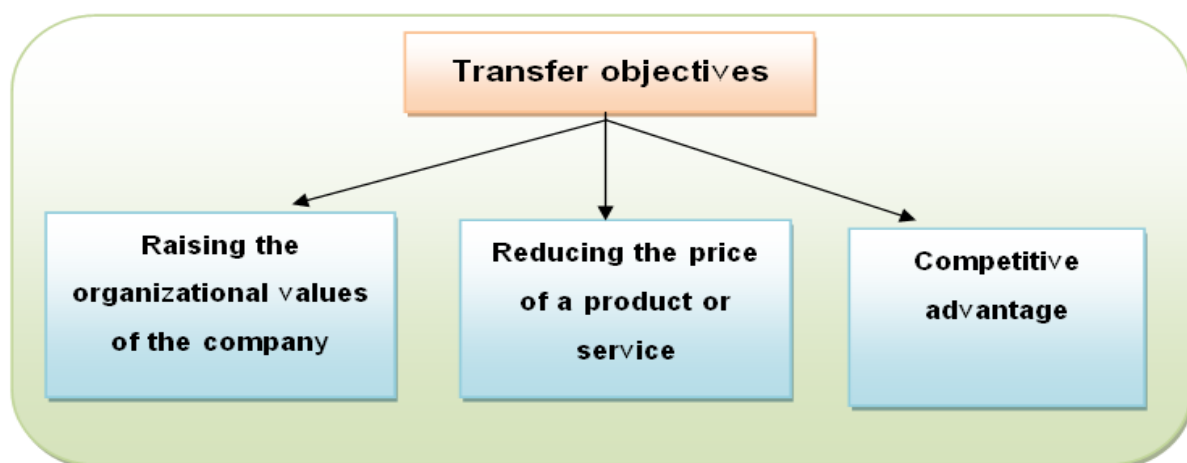 Transfer objectives
Raising the
organizational values
of the company
Reducing the price
of a product or
service
Competitive
advantage